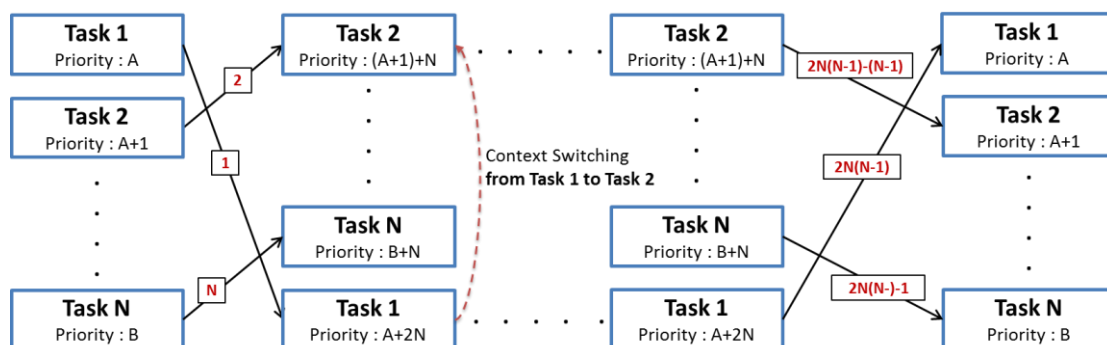 Task 1
Priority : A
Task 2
Priority : A+1
Task N
Priority : B
1
2
N
Task 2
Priority : (A+1)+N
Task N
Priority : B+N
Task 1
Priority : A+2N
Context Switching
from Task 1 to Task 2
Task 2
Priority : (A+1)+N
Task N
Priority : B+N
Task 1
Priority : A+2N
2N(N-1)-(N-1)
2N(N-1)
2N(N-)-1
Task 1
Priority : A
Task 2
Priority : A+1
Task N
Priority : B